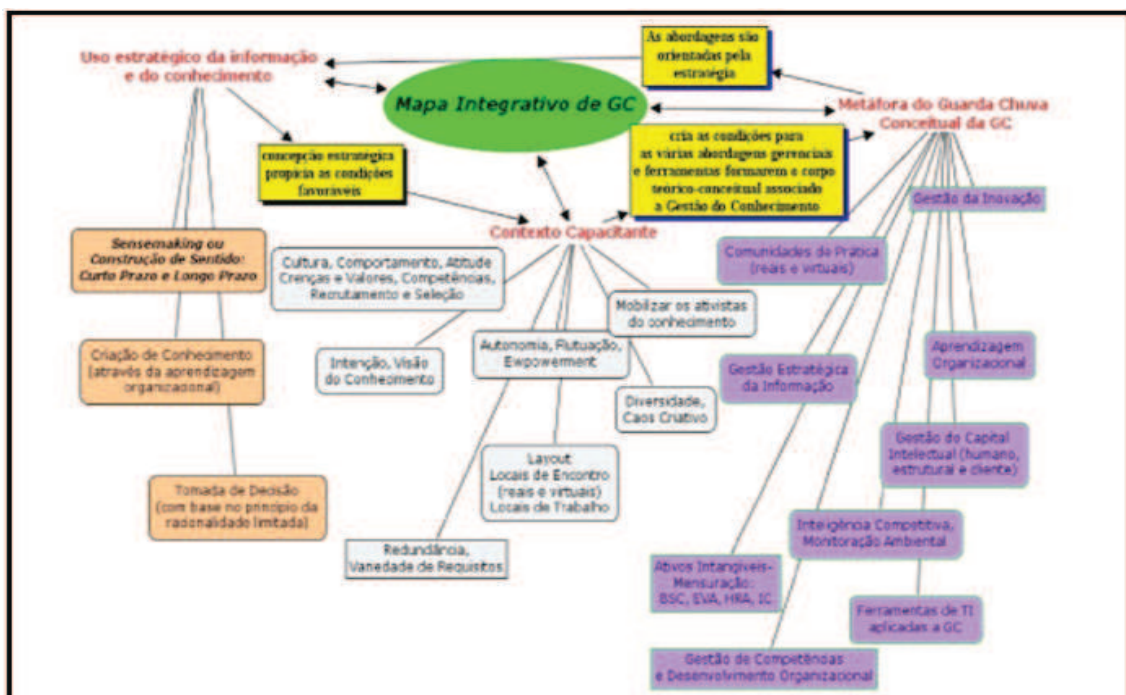 Uso estratégico da informação
e do conhecimento
As abordagens são
orientadas pela
estratégia
Mapa Integrativo de GC
Metáfora do Guarda Chuva
Conceitual da GC
concepção estratégica
propicia as condições
favoráveis
cria as condições para
as várias abordagens gerenciais
e ferramentas formarem o corpo
teórico-conceitual associado
a Gestão do Conhecimento
Contexto Capacitante
Sensemaking ou
Construção de Sentido:
Curto Prazo e Longo Prazo
Criação de Conhecimento
(através da aprendizagem
organizacional)
Tomada de Decisão
(com base no princípio da
racionalidade limitada)
Cultura, Comportamento, Atitude
Crenças e Valores, Competências,
Recrutamento e Seleção
Intenção, Visão
do Conhecimento
Autonomia, Flutuação,
Ewpowerment
Mobilizar os ativistas
do conhecimento
Diversidade,
Caos Criativo
Layout
Locais de Encontro
(reais e virtuais)
Locais de Trabalho
Redundância,
Variedade de Requisitos
Gestão da Inovação
Comunidades de Prática
(reais e virtuais)
Gestão Estratégica
da Informação
Aprendizagem
Organizacional
Gestão do Capital
Intelectual (humano,
estrutural e cliente)
Inteligência Competitiva,
Monitoração Ambiental
Ativos Intangíveis-
Mensuração:
BSC, EVA, HRA, IC
Ferramentas de TI
aplicadas a GC
Gestão de Competências
e Desenvolvimento Organizacional